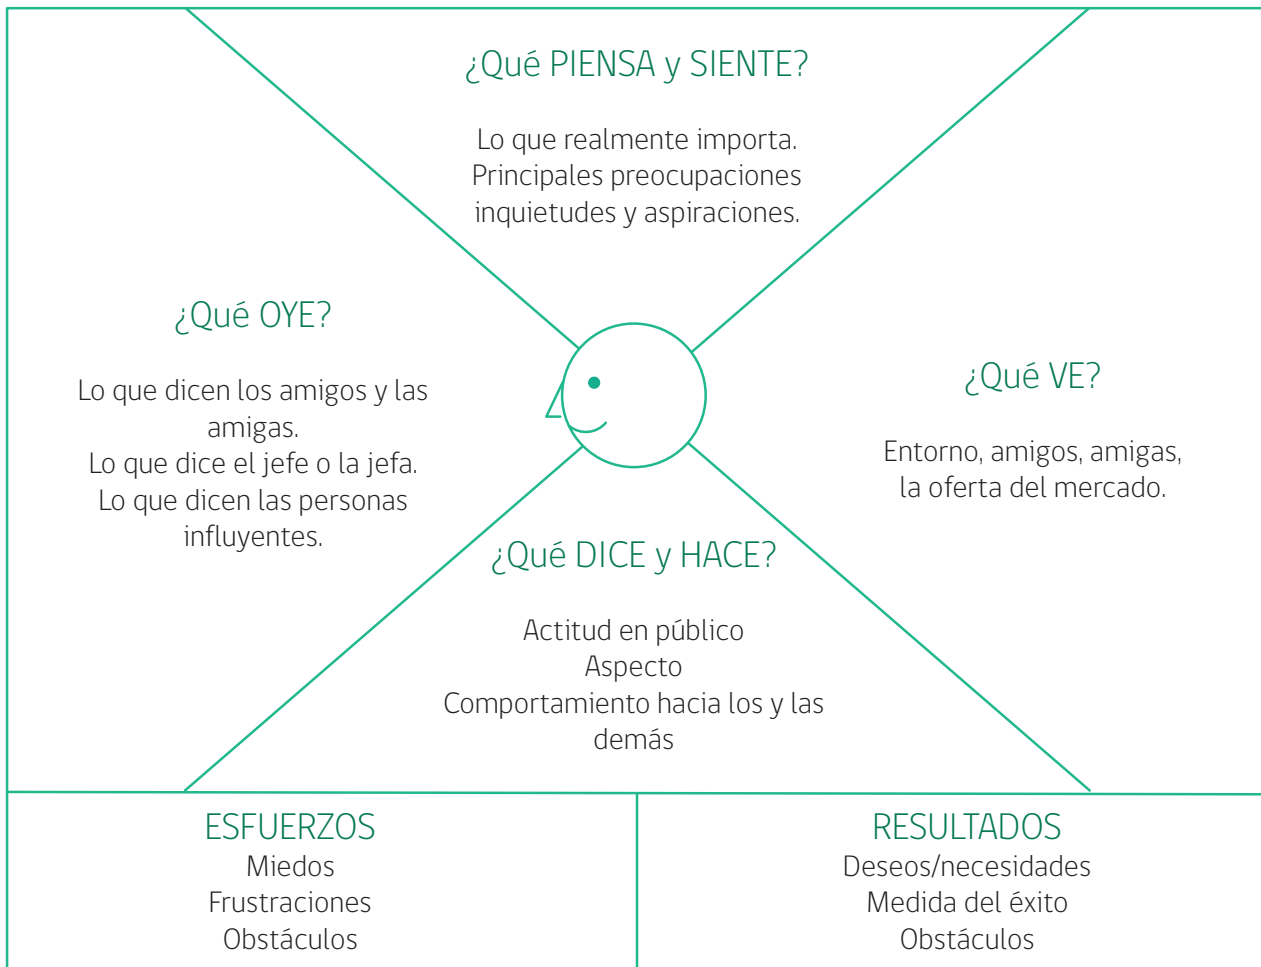 ¿Qué PIENSA y SIENTE?
Lo que realmente importa.
Principales preocupaciones
inquietudes y aspiraciones.
¿Qué OYE?
Lo que dicen los amigos y las
amigas.
Lo que dice el jefe o la jefa.
Lo que dicen las personas
influyentes.
¿Qué VE?
Entorno, amigos, amigas,
la oferta del mercado.
¿Qué DICE y HACE?
Actitud en público
Aspecto
Comportamiento hacia los y las
demás
ESFUERZOS
Miedos
Frustraciones
Obstáculos
RESULTADOS
Deseos/necesidades
Medida del éxito
Obstáculos